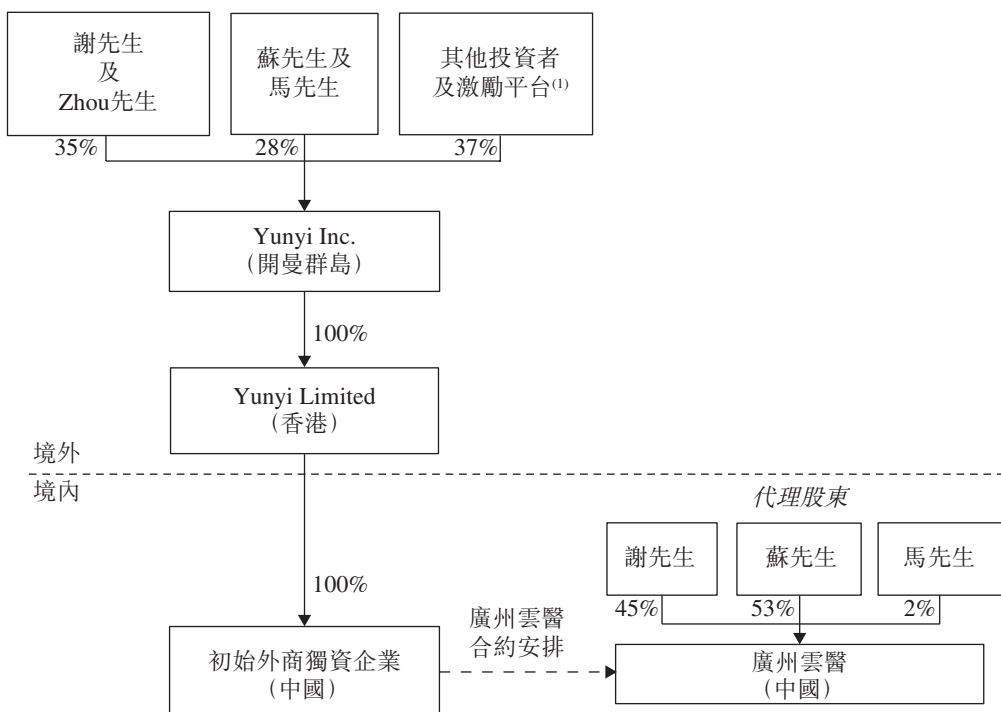 謝先生
及
Zhou先生
蘇先生及
馬先生
其他投資者
及激勵平台(1)
35%
28%
37%
Yunyi Inc.
（開曼群島）
100%
Yunyi Limited
（香港）
境外
境內
代理股東
謝先生
蘇先生
馬先生
100%
45%
53%
2%
廣州雲醫
合約安排
初始外商獨資企業
（中國）
廣州雲醫
（中國）